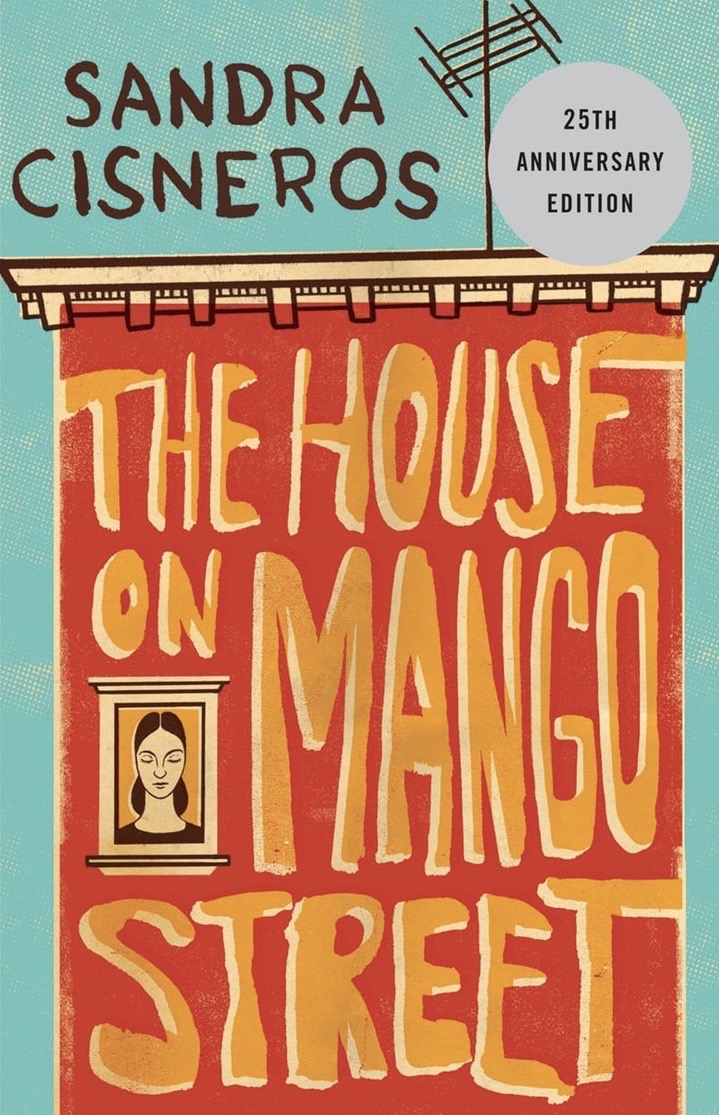 SANDRA
CISNEROS
25TH
ANNIVERSARY
EDITION
THE HOUSE
ON MANGO
STREET